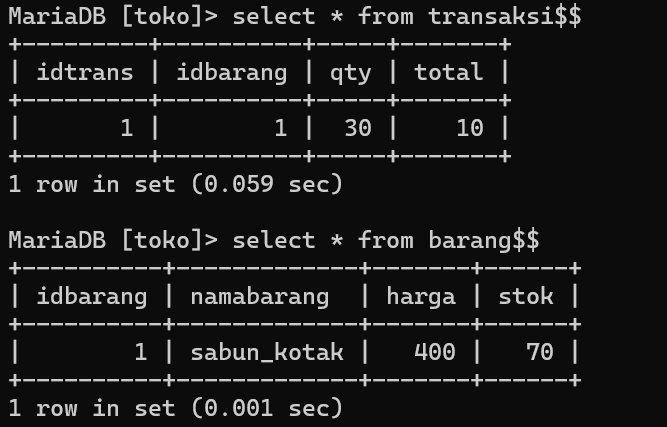 MariaDB [toko]> select * from transaksi$$
+---------+----------+-----+-------+
| idtrans | idbarang | qty | total |
+---------+----------+-----+-------+
|       1 |        1 |  30 |    10 |
+---------+----------+-----+-------+
1 row in set (0.059 sec)

MariaDB [toko]> select * from barang$$
+----------+-------------+-------+------+
| idbarang | namabarang  | harga | stok |
+----------+-------------+-------+------+
|        1 | sabun_kotak |   400 |   70 |
+----------+-------------+-------+------+
1 row in set (0.001 sec)